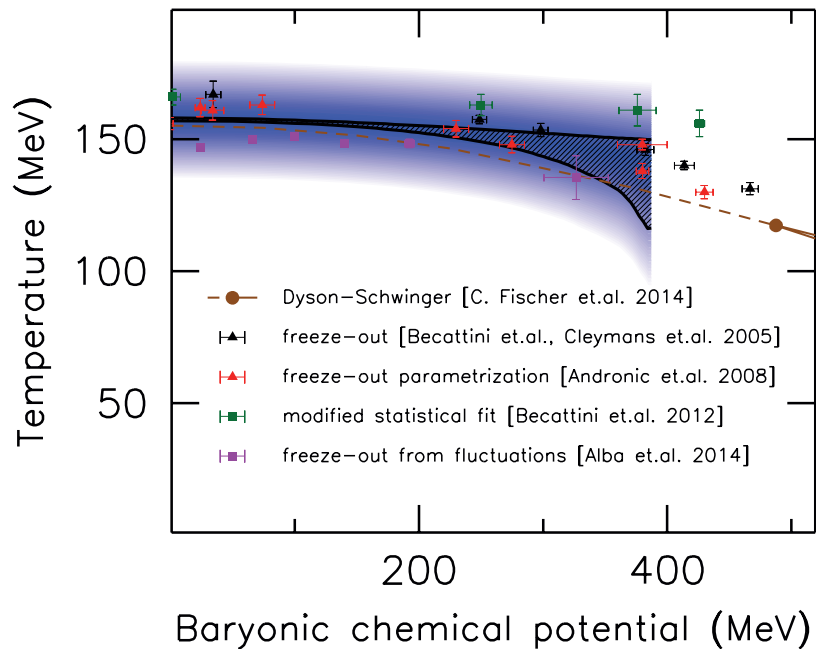 Temperature (MeV)
150
100
50
Dyson-Schwinger [C. Fischer et.al. 2014]
freeze-out [Becattini et.al., Cleymans et.al. 2005]
freeze-out parametrization [Andronic et.al. 2008]
modified statistical fit [Becattini et.al. 2012]
freeze-out from fluctuations [Alba et.al. 2014]
200 400
Baryonic chemical potential (MeV)